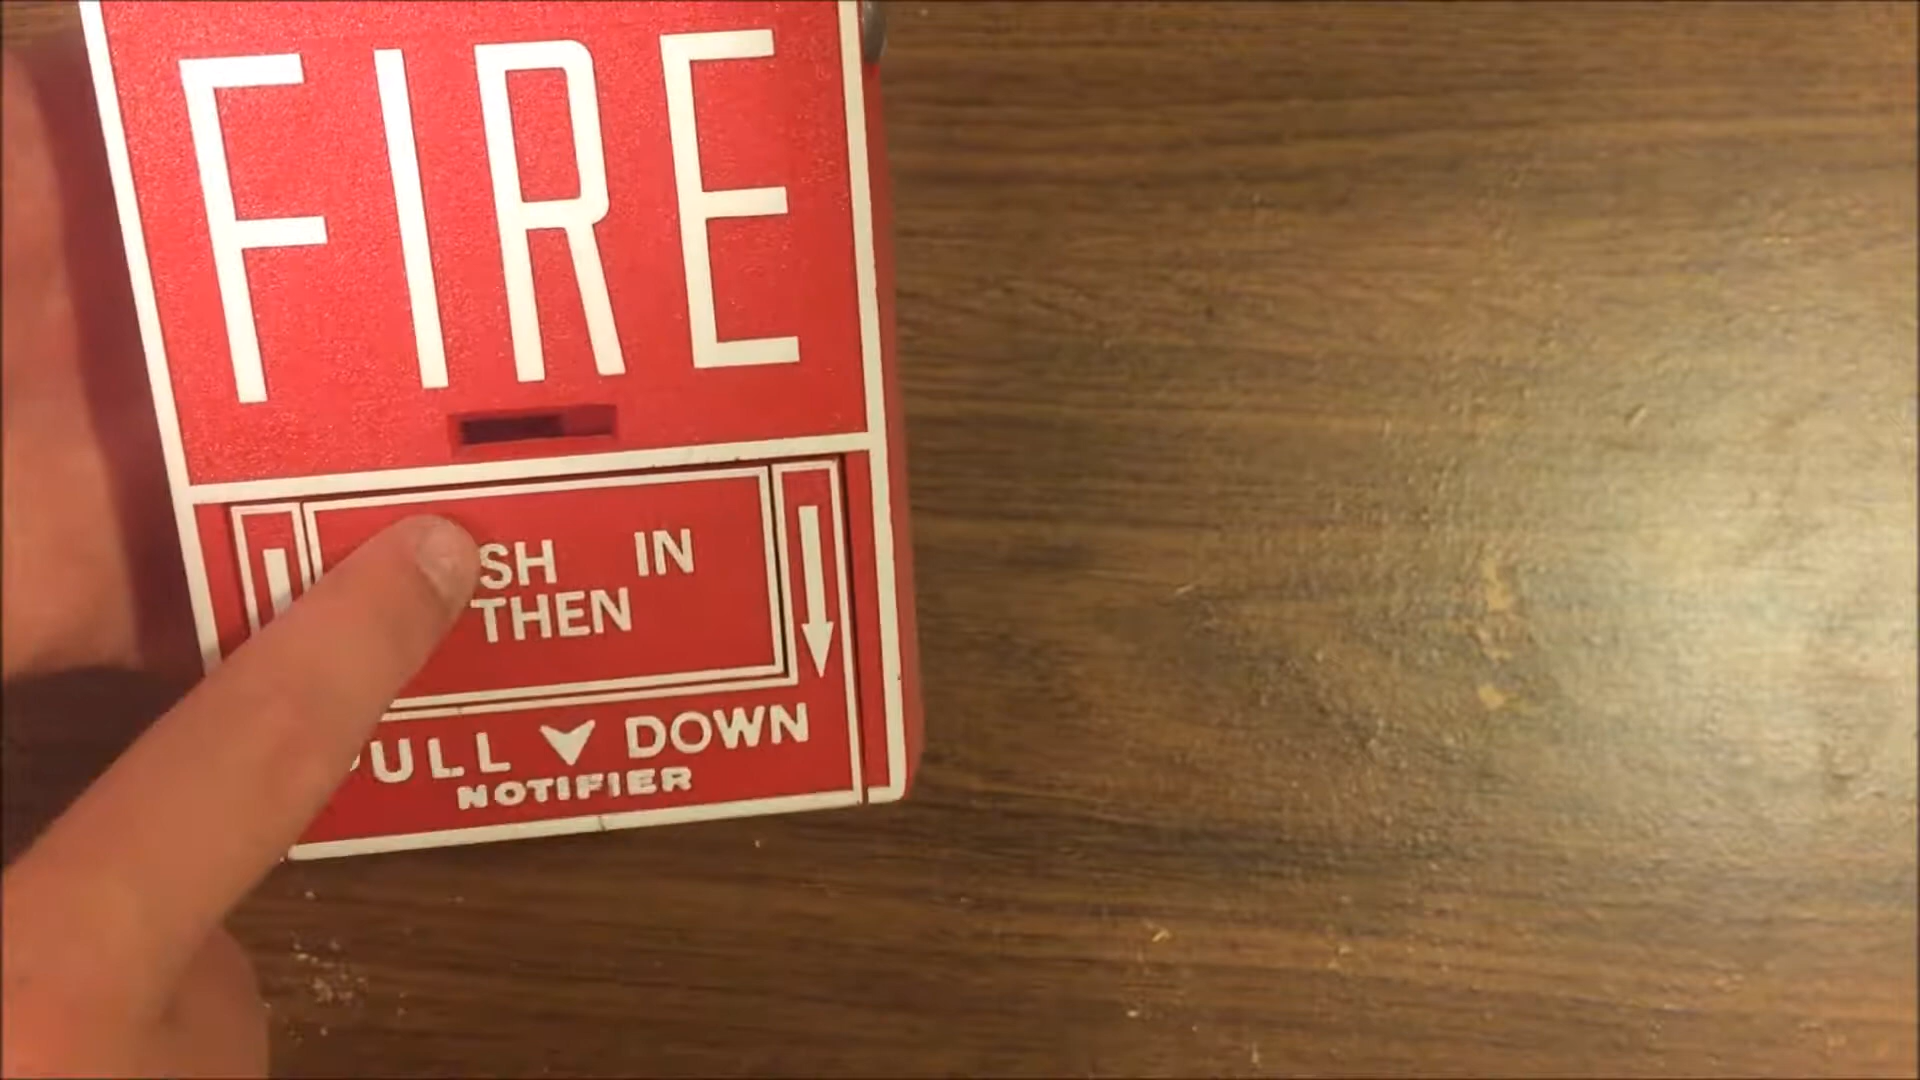 FIRE
SH IN
THEN
ULL DOWN
NOTIFIER